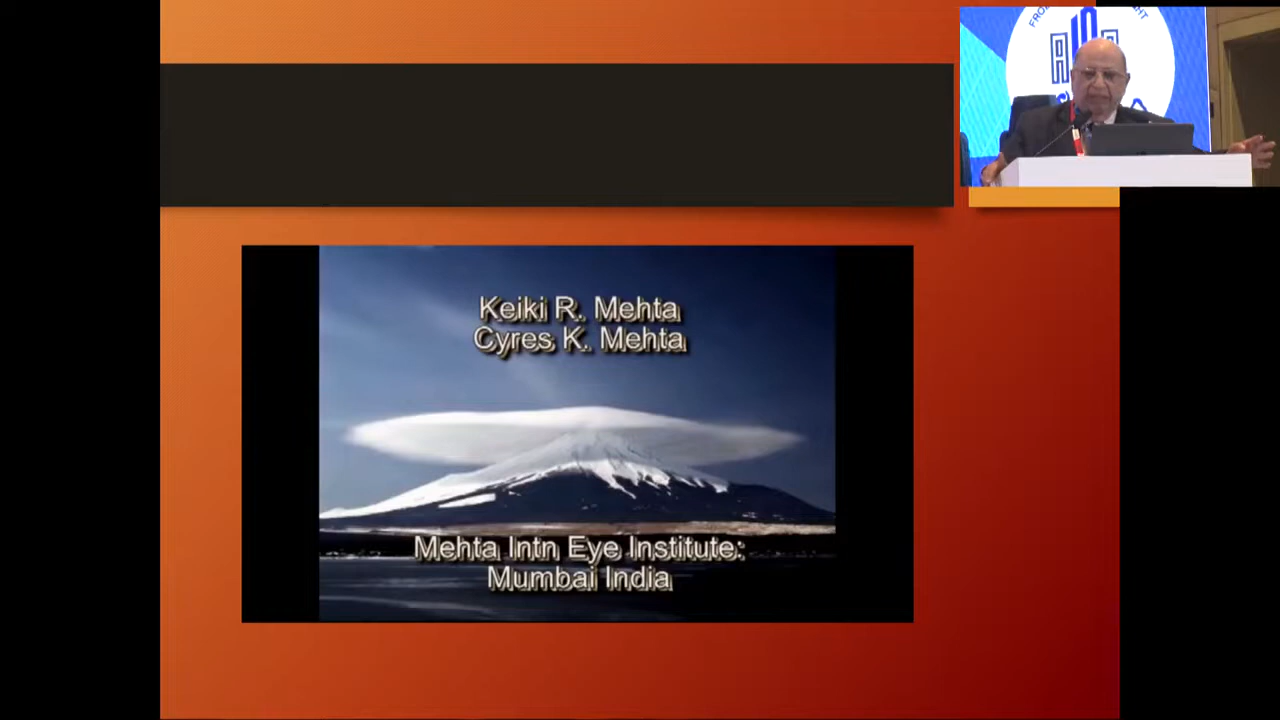 Keiki R. Mehta
Cyres K. Mehta
Mehta Intn Eye Institute:
Mumbai India